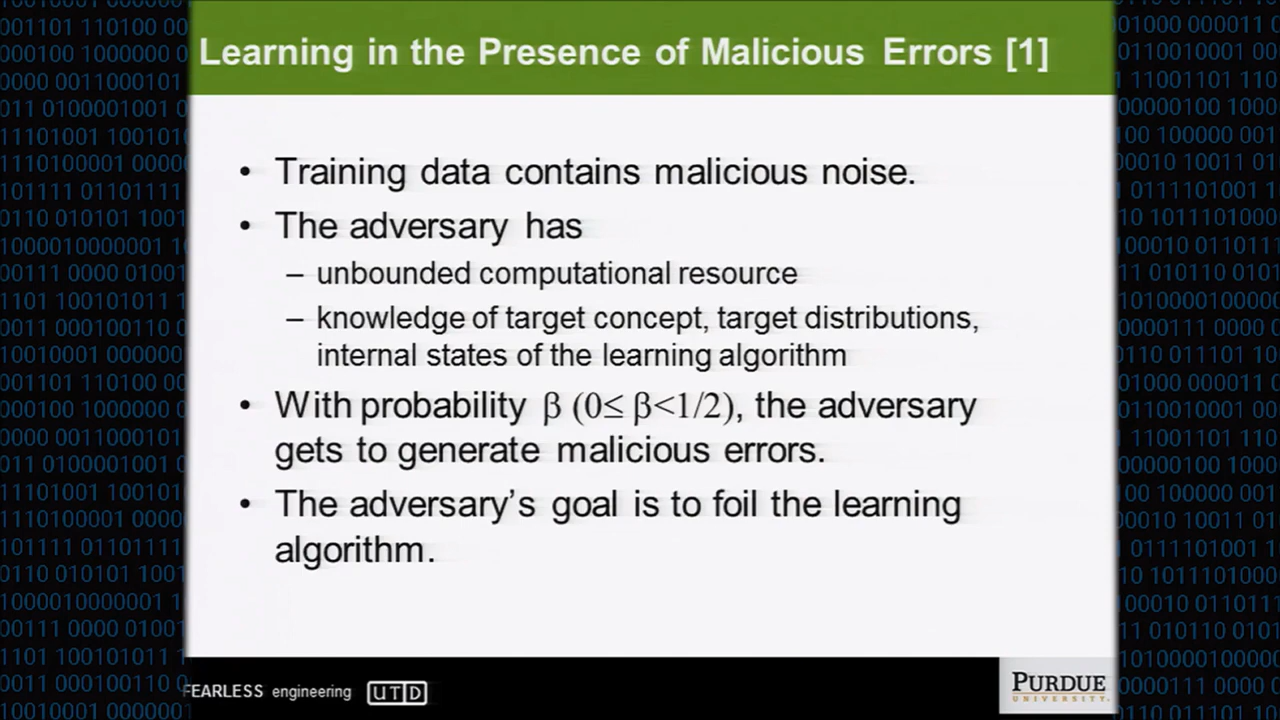 Learning in the Presence of Malicious Errors [1]
• Training data contains malicious noise.
• The adversary has
– unbounded computational resource
– knowledge of target concept, target distributions,
internal states of the learning algorithm
• With probability β (0≤ β<1/2), the adversary
gets to generate malicious errors.
• The adversary's goal is to foil the learning
algorithm.
FEARLESS engineering UTD
PURDUE
UNIVERSITY